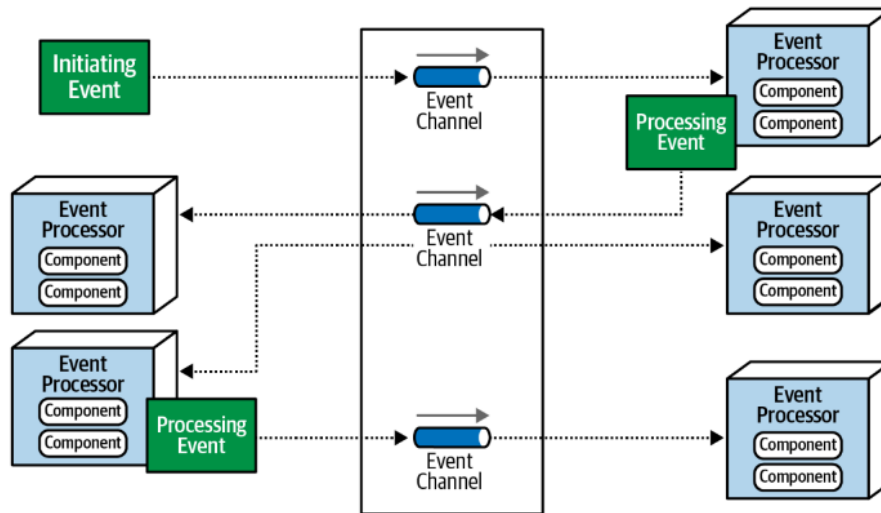 Initiating
Event
Event
Channel
Event
Processor
Component
Component
Processing
Event
Event
Processor
Component
Component
Event
Channel
Event
Processor
Component
Component
Event
Processor
Component
Component
Processing
Event
Event
Channel
Event
Processor
Component
Component